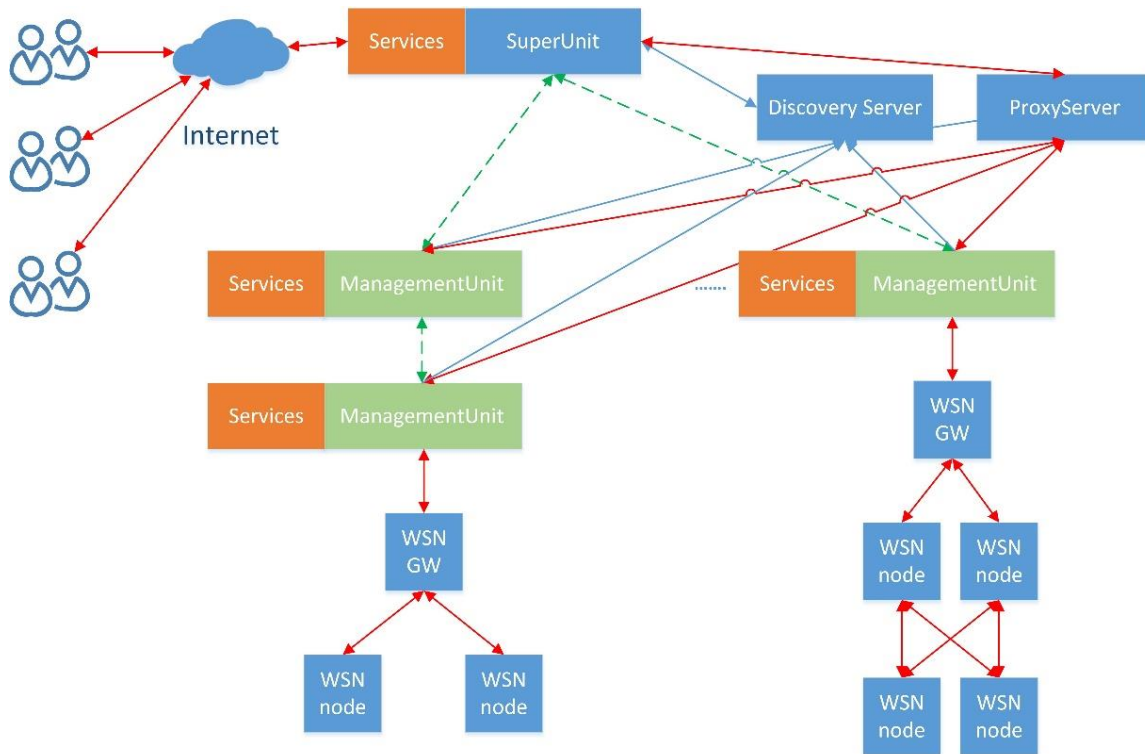 Services
SuperUnit
Discovery Server
ProxyServer
Internet
Services
ManagementUnit
.......
Services
ManagementUnit
Services
ManagementUnit
WSN
GW
WSN
GW
WSN
node
WSN
node
WSN
node
WSN
node
WSN
node
WSN
node